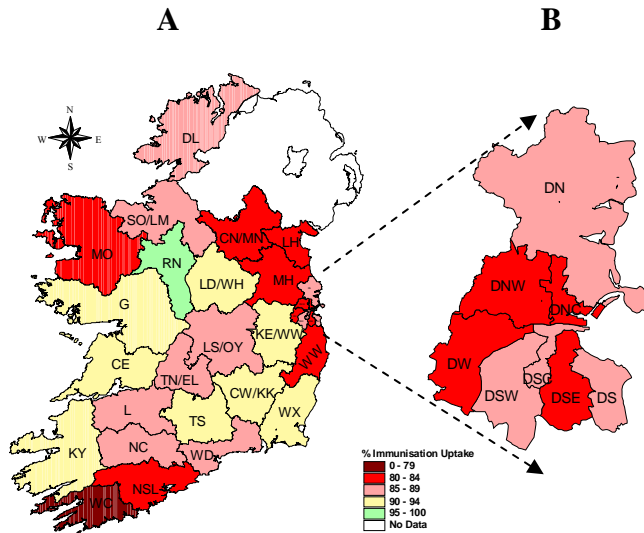 A
B
N
W E
S
DL
SO/LM
MO
RN
CN/MN
LH
MH
LD/WH
G
KE/WW
LS/OY
WW
CE
TN/EL
CW/KK
WX
L
TS
KY
NC
WD
NSL
WC
DN
DNW
DNC
DW
DSW
DSC
DSE
DS
% Immunisation Uptake
0 - 79
80 - 84
85 - 89
90 - 94
95 - 100
No Data